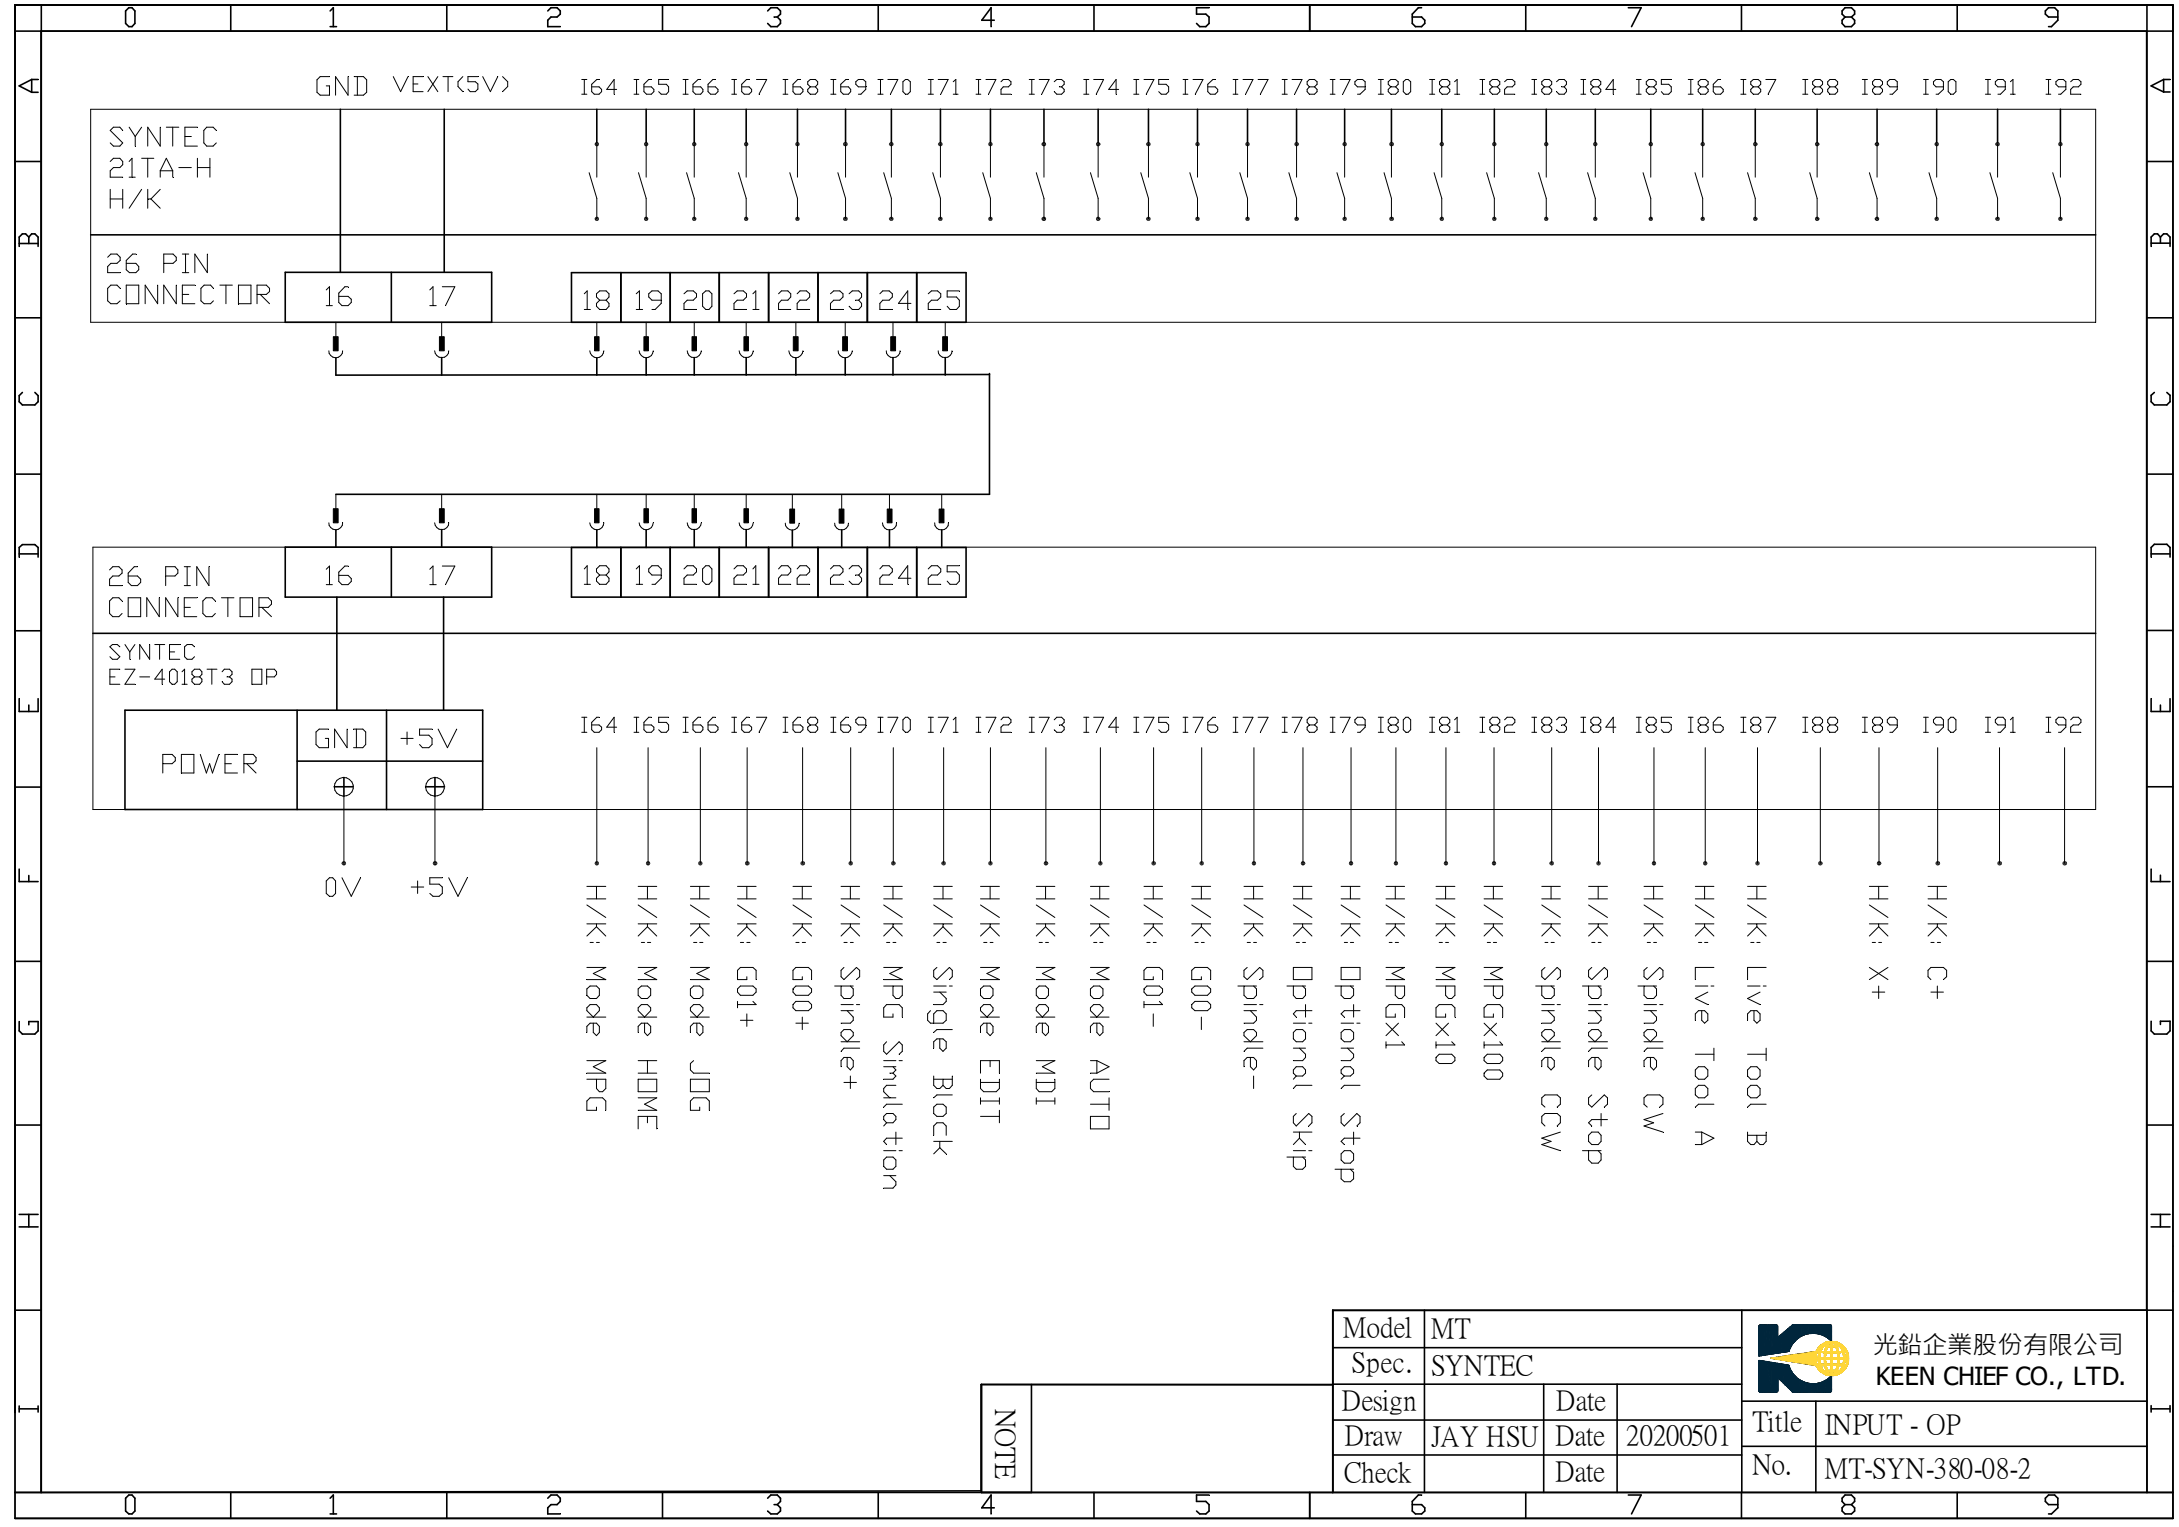 0 1 2 3 4 5 6 7 8 9
A A
GND VEXT(5V) I64 I65 I66 I67 I68 I69 I70 I71 I72 I73 I74 I75 I76 I77 I78 I79 I80 I81 I82 I83 I84 I85 I86 I87 I88 I89 I90 I91 I92
SYNTEC
21TA-H
H/K
B B
26 PIN
CONNECTOR
16 17 18 19 20 21 22 23 24 25
C C
D D
26 PIN
CONNECTOR
16 17 18 19 20 21 22 23 24 25
SYNTEC
EZ-4018T3 OP
E E
POWER
GND +5V
I64 I65 I66 I67 I68 I69 I70 I71 I72 I73 I74 I75 I76 I77 I78 I79 I80 I81 I82 I83 I84 I85 I86 I87 I88 I89 I90 I91 I92
F F
0V +5V
H/K: Mode MPG
H/K: Mode HOME
H/K: Mode JOG
H/K: G01+
H/K: G00+
H/K: Spindle+
H/K: MPG Simulation
H/K: Single Block
H/K: Mode EDIT
H/K: Mode MDI
H/K: Mode AUTO
H/K: G01-
H/K: G00-
H/K: Spindle-
H/K: Optional Skip
H/K: Optional Stop
H/K: MPGx1
H/K: MPGx10
H/K: MPGx100
H/K: Spindle CCW
H/K: Spindle Stop
H/K: Spindle CW
H/K: Live Tool A
H/K: Live Tool B
H/K: X+
H/K: C+
G G
H H
I I
NOTE
Model MT
Spec. SYNTEC
Design Date
Draw JAY HSU Date 20200501
Check Date
光鉛企業股份有限公司
KEEN CHIEF CO., LTD.
Title INPUT - OP
No. MT-SYN-380-08-2
0 1 2 3 4 5 6 7 8 9